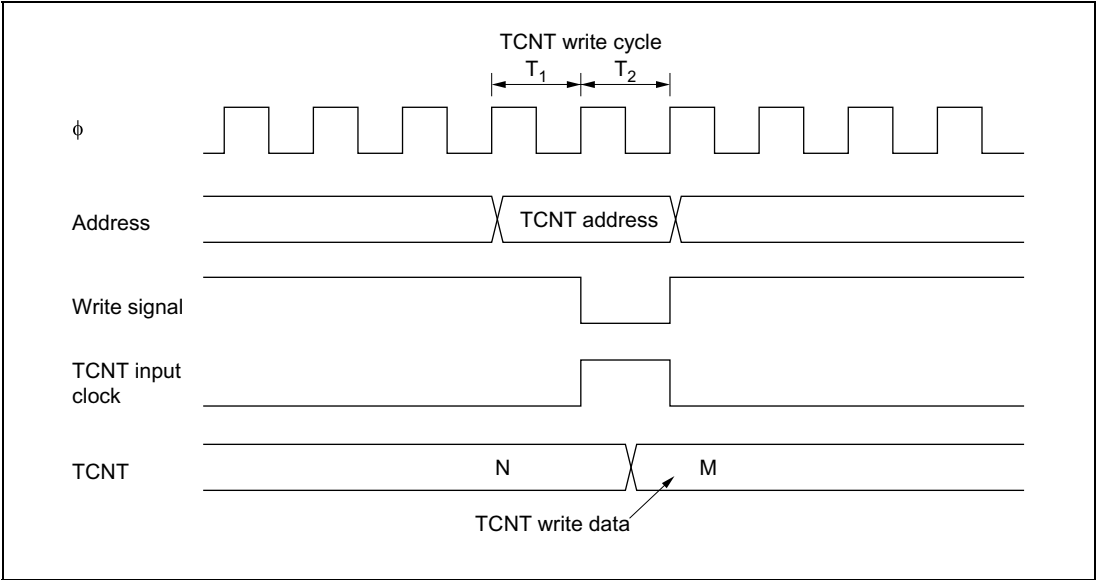 TCNT write cycle
T₁ T₂
ϕ
Address
TCNT address
Write signal
TCNT input
clock
TCNT
N
M
TCNT write data